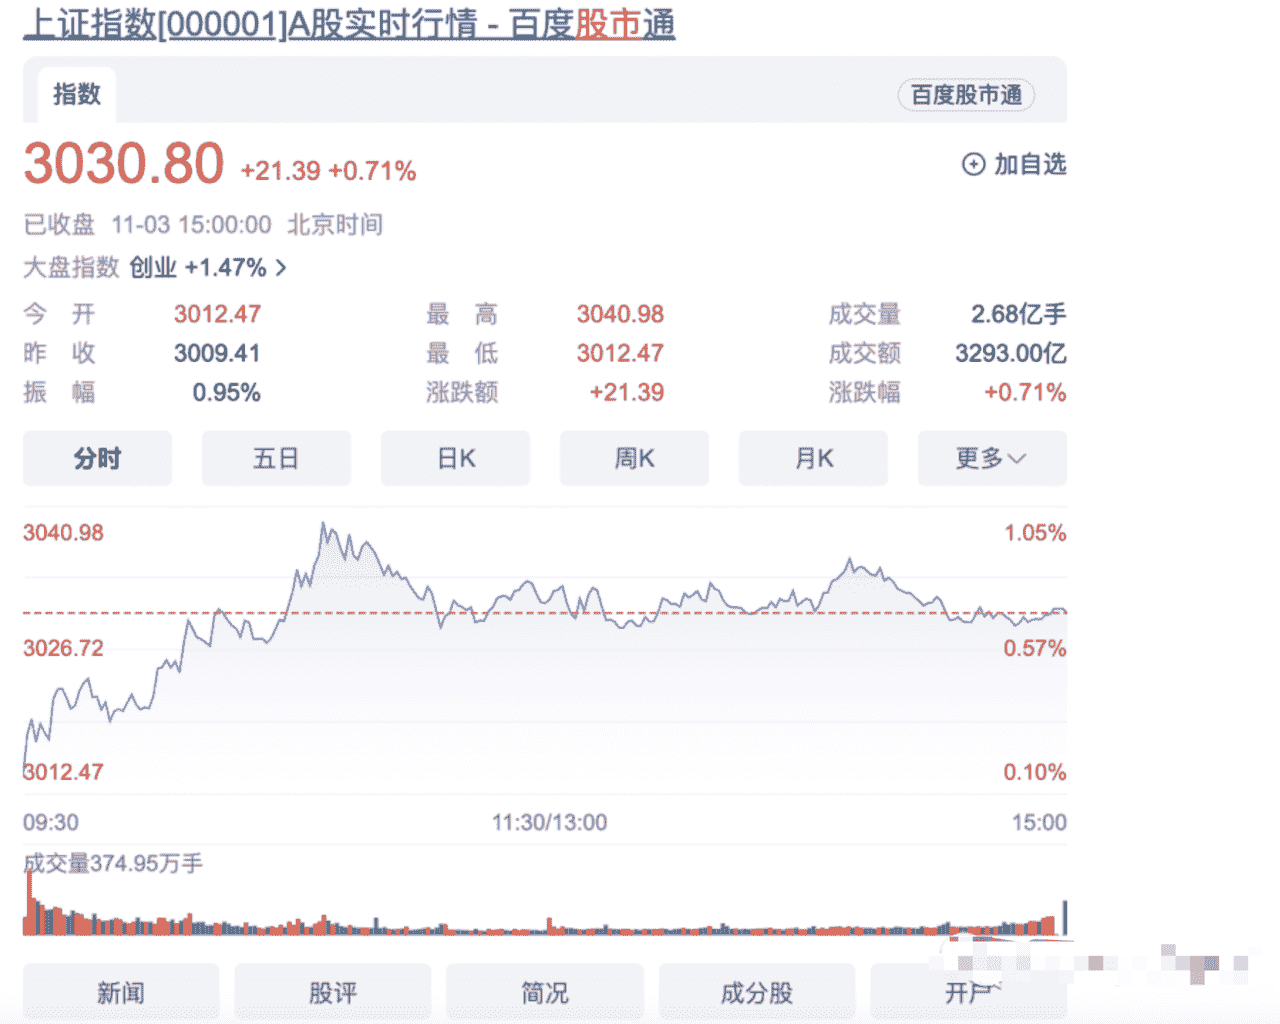 上证指数[000001]A股实时行情 - 百度股市通
指数 百度股市通
3030.80 +21.39 +0.71% 加自选
已收盘 11-03 15:00:00 北京时间
大盘指数 创业 +1.47% >
今 开 3012.47 最 高 3040.98 成交量 2.68亿手
昨 收 3009.41 最 低 3012.47 成交额 3293.00亿
振 幅 0.95% 涨跌额 +21.39 涨跌幅 +0.71%
分时 五日 日K 周K 月K 更多
3040.98 1.05%
3026.72 0.57%
3012.47 0.10%
09:30 11:30/13:00 15:00
成交量374.95万手
新闻 股评 简况 成分股 开户